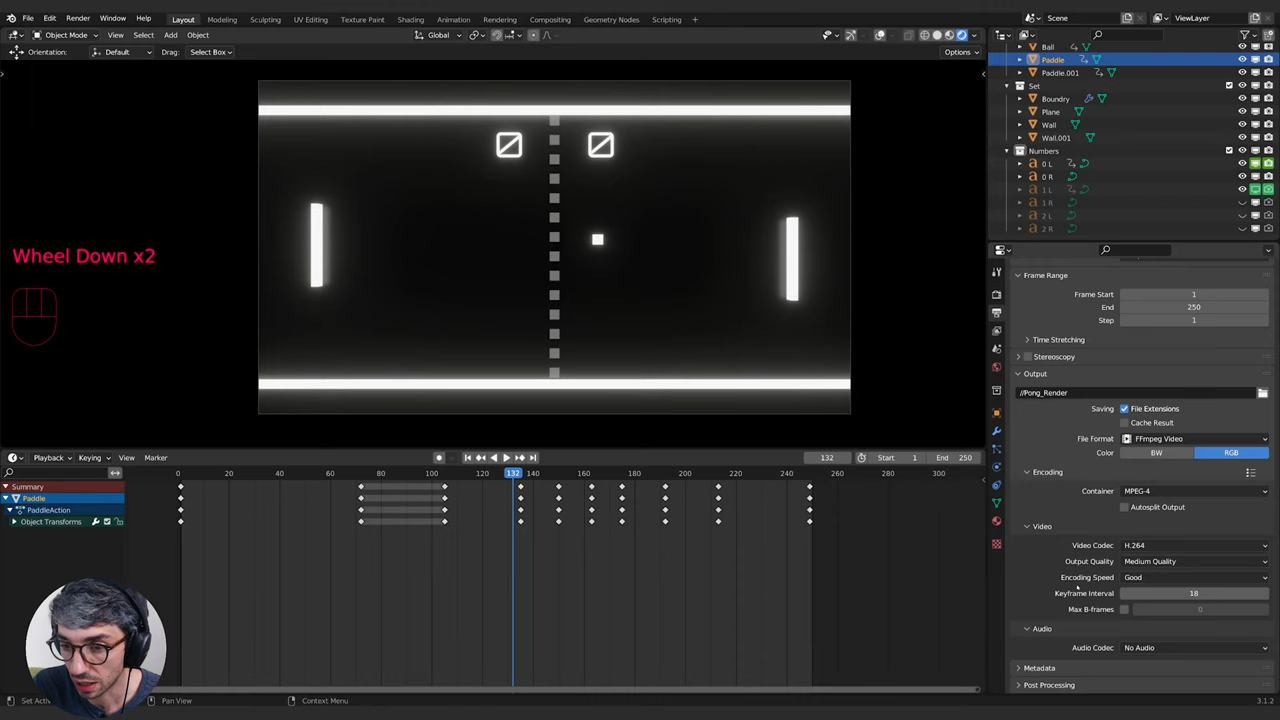 File Edit Render Window Help Layout Modeling Sculpting UV Editing Texture Paint Shading Animation Rendering Compositing Geometry Nodes Scripting + Scene ViewLayer
Object Mode View Select Add Object Global
Orientation: Default Drag: Select Box Options
Ball
Paddle
Paddle.001
Set
Boundry
Plane
Wall
Wall.001
Numbers
0 L
0 R
1 L
1 R
2 L
2 R
Wheel Down x2
Frame Range
Frame Start 1
End 250
Step 1
Time Stretching
Stereoscopy
Output
//Pong_Render
Saving File Extensions
Cache Result
File Format FFmpeg Video
Color BW RGB
Encoding
Container MPEG-4
Autosplit Output
Video
Video Codec H.264
Output Quality Medium Quality
Encoding Speed Good
Keyframe Interval 18
Max B-frames 0
Audio
Audio Codec No Audio
Metadata
Post Processing
Playback Keying View Marker 132 Start 1 End 250
0 20 40 60 80 100 120 132 140 160 180 200 220 240 260 280 300
Summary
Paddle
PaddleAction
Object Transforms
Set Activ Pan View Context Menu 3.1.2